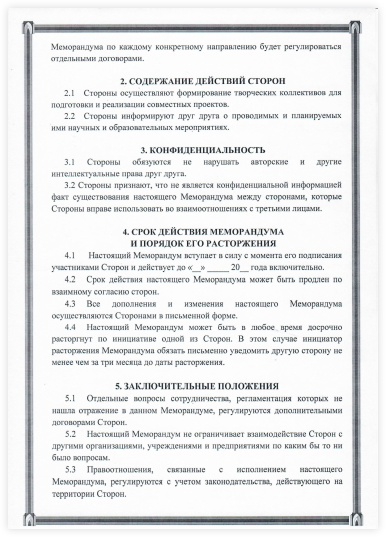 Меморандума по каждому конкретному направлению будет регулироваться
отдельными договорами.
2. СОДЕРЖАНИЕ ДЕЙСТВИЙ СТОРОН
2.1 Стороны осуществляют формирование творческих коллективов для
подготовки и реализации совместных проектов.
2.2 Стороны информируют друг друга о проводимых и планируемых
ими научных и образовательных мероприятиях.
3. КОНФИДЕНЦИАЛЬНОСТЬ
3.1 Стороны обязуются не нарушать авторские и другие
интеллектуальные права друг друга.
3.2 Стороны признают, что не является конфиденциальной информацией
факт существования настоящего Меморандума между сторонами, которые
Стороны вправе использовать во взаимоотношениях с третьими лицами.
4. СРОК ДЕЙСТВИЯ МЕМОРАНДУМА
И ПОРЯДОК ЕГО РАСТОРЖЕНИЯ
4.1 Настоящий Меморандум вступает в силу с момента его подписания
участниками Сторон и действует до «__» _____ 20__ года включительно.
4.2 Срок действия настоящего Меморандума может быть продлен по
взаимному согласию сторон.
4.3 Все дополнения и изменения настоящего Меморандума
осуществляются Сторонами в письменной форме.
4.4 Настоящий Меморандум может быть в любое время досрочно
расторгнут по инициативе одной из Сторон. В этом случае инициатор
расторжения Меморандума обязать письменно уведомить другую сторону не
менее чем за три месяца до даты расторжения.
5. ЗАКЛЮЧИТЕЛЬНЫЕ ПОЛОЖЕНИЯ
5.1 Отдельные вопросы сотрудничества, регламентация которых не
нашла отражение в данном Меморандуме, регулируются дополнительными
договорами Сторон.
5.2 Настоящий Меморандум не ограничивает взаимодействие Сторон с
другими организациями, учреждениями и предприятиями по каким бы то ни
было вопросам.
5.3 Правоотношения, связанные с исполнением настоящего
Меморандума, регулируются с учетом законодательства, действующего на
территории Сторон.